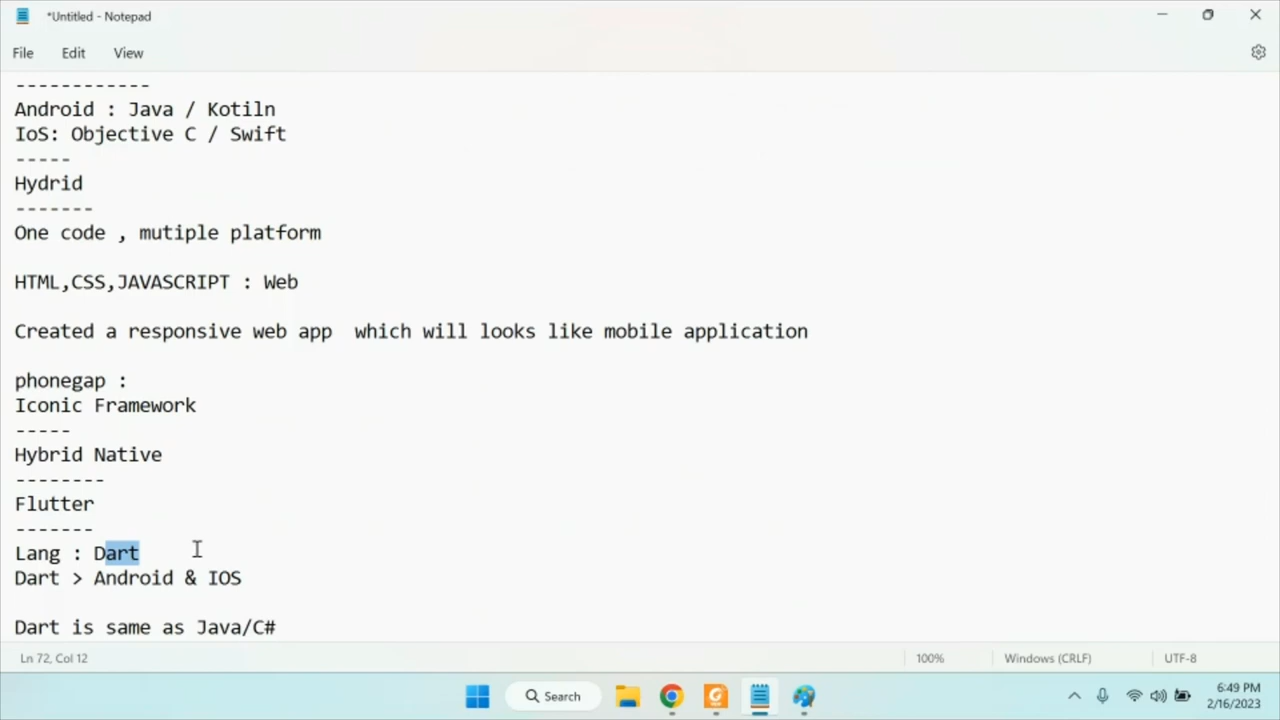 *Untitled - Notepad
File Edit View
------------
Android : Java / Kotiln
IoS: Objective C / Swift
-----
Hydrid
-------
One code , mutiple platform
HTML,CSS,JAVASCRIPT : Web
Created a responsive web app  which will looks like mobile application
phonegap :
Iconic Framework
-----
Hybrid Native
--------
Flutter
-------
Lang : Dart
Dart > Android & IOS
Dart is same as Java/C#
Ln 72, Col 12 100% Windows (CRLF) UTF-8
Search 6:49 PM
2/16/2023